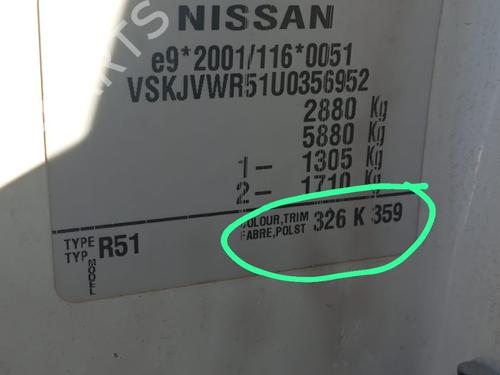 NISSAN
e9*2001/116*0051
VSKJVWR51U0356952
2880 Kg
5880 Kg
1- 1305 Kg
2- 1710 Kg
TYPE
TYP
MODEL
R51
COLOUR,TRIM
FABRE,POLST
326 K 359